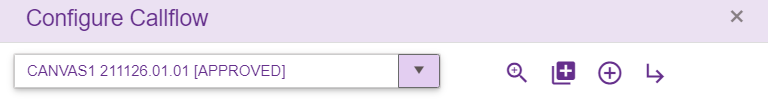 Configure Callflow
CANVAS1 211126.01.01 [APPROVED]